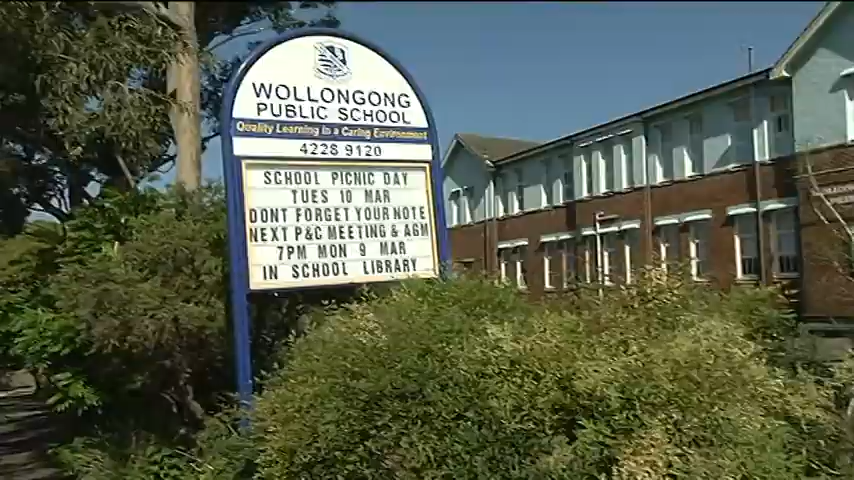 WOLLONGONG
PUBLIC SCHOOL
Quality Learning in a Caring Environment
4228 9120
SCHOOL PICNIC DAY
TUES 10 MAR
DONT FORGET YOUR NOTE
NEXT P&C MEETING & AGM
7PM MON 9 MAR
IN SCHOOL LIBRARY